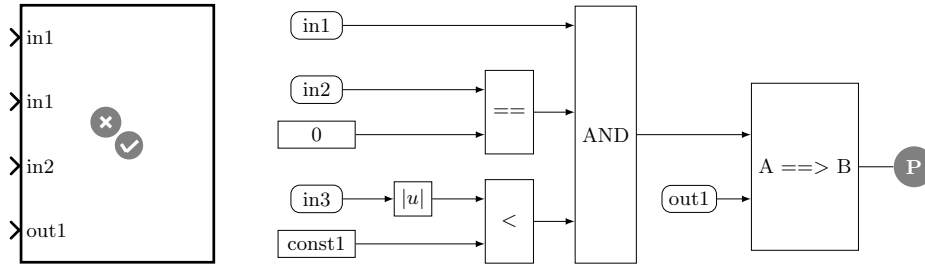 in1
in1
in2
out1
in1
in2
0
==
in3
|u|
const1
<
AND
out1
A ==> B
P